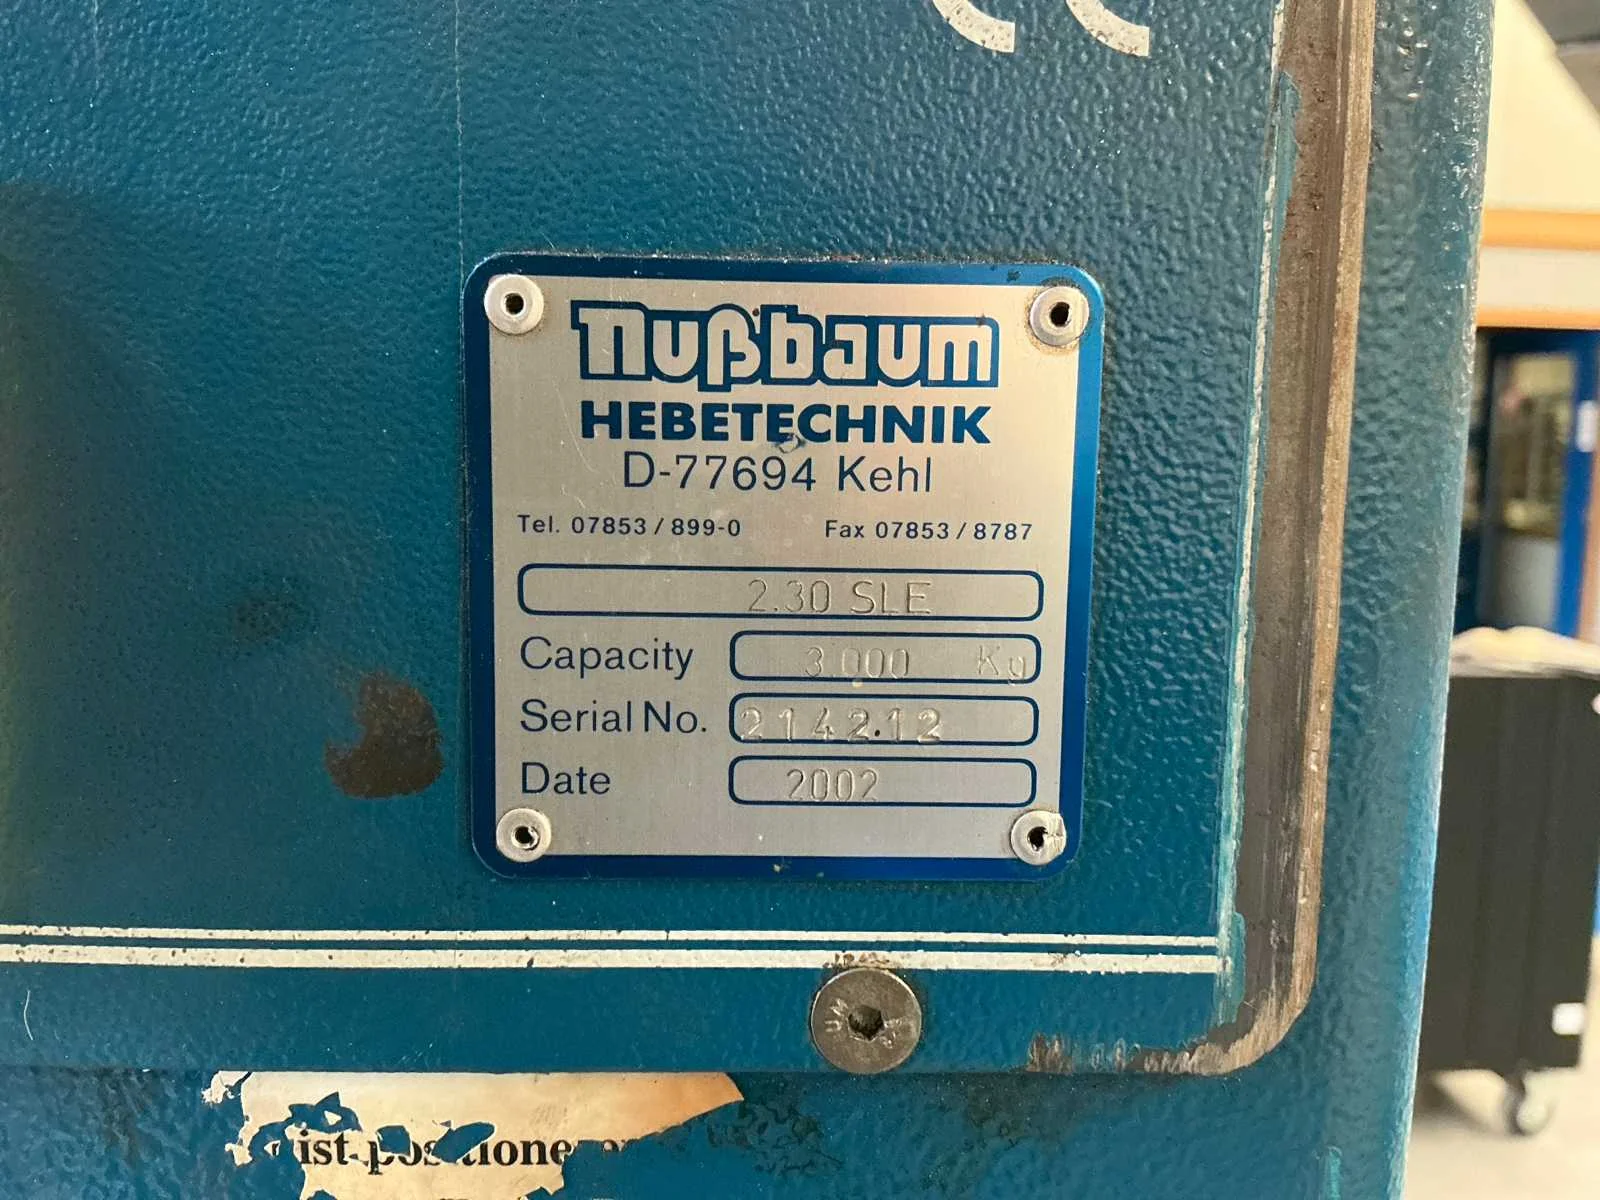 Nußbaum
HEBETECHNIK
D-77694 Kehl
Tel. 07853/899-0 Fax 07853/8787
2.30 SLE
Capacity 3.000 Kg
Serial No. 214212
Date 2002